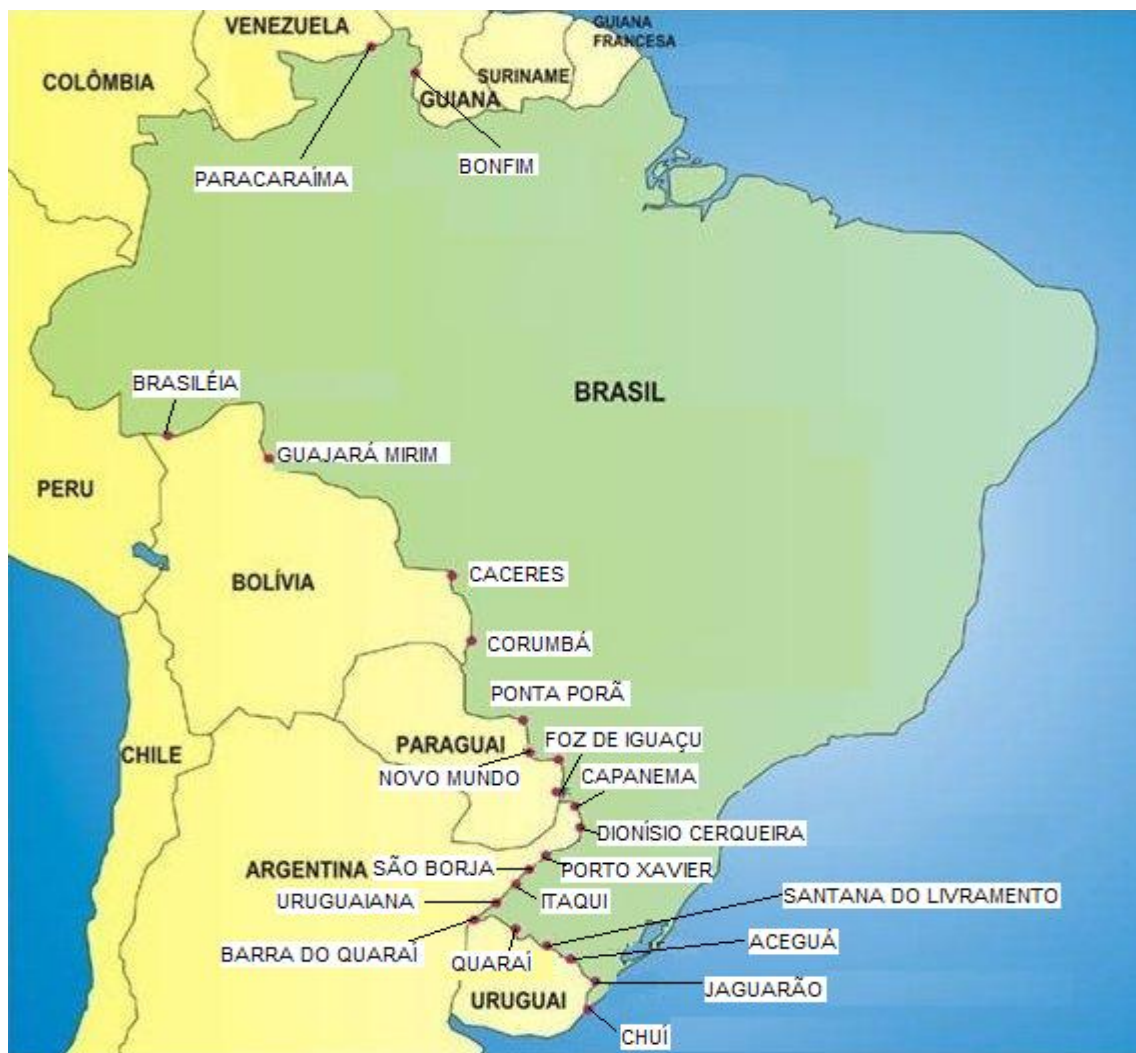 VENEZUELA
GUIANA
FRANCESA
COLÔMBIA
SURINAME
GUIANA
PARACARAÍMA
BONFIM
BRASILÉIA
BRASIL
GUAJARÁ MIRIM
PERU
BOLÍVIA
CACERES
CORUMBÁ
PONTA PORÃ
CHILE
PARAGUAI
FOZ DE IGUAÇU
NOVO MUNDO
CAPANEMA
DIONÍSIO CERQUEIRA
ARGENTINA
SÃO BORJA
PORTO XAVIER
URUGUAIANA
ITAQUI
SANTANA DO LIVRAMENTO
BARRA DO QUARAÍ
QUARAÍ
ACEGUÁ
URUGUAI
JAGUARÃO
CHUÍ